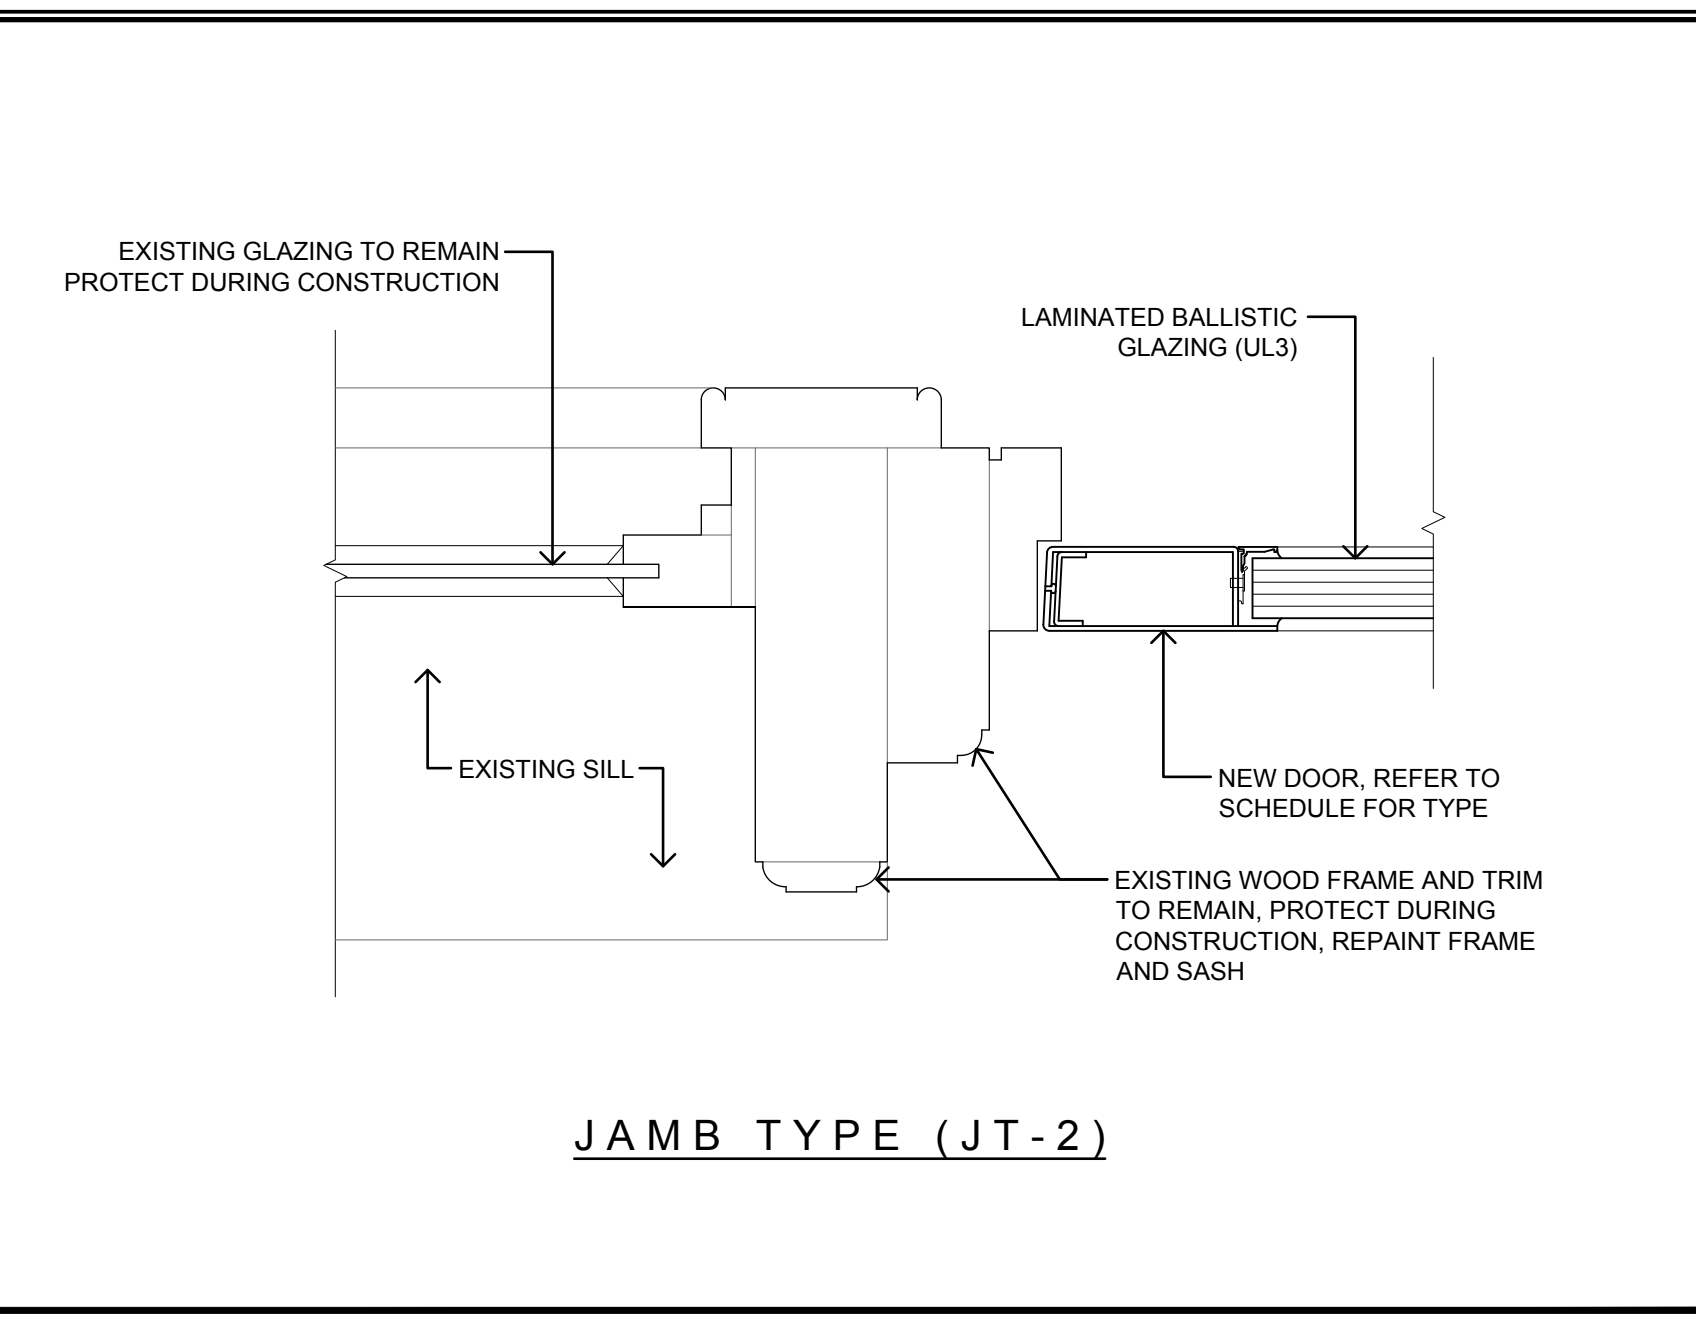 EXISTING GLAZING TO REMAIN
PROTECT DURING CONSTRUCTION
LAMINATED BALLISTIC
GLAZING (UL3)
EXISTING SILL
NEW DOOR, REFER TO
SCHEDULE FOR TYPE
EXISTING WOOD FRAME AND TRIM
TO REMAIN, PROTECT DURING
CONSTRUCTION, REPAINT FRAME
AND SASH
JAMB TYPE (JT-2)